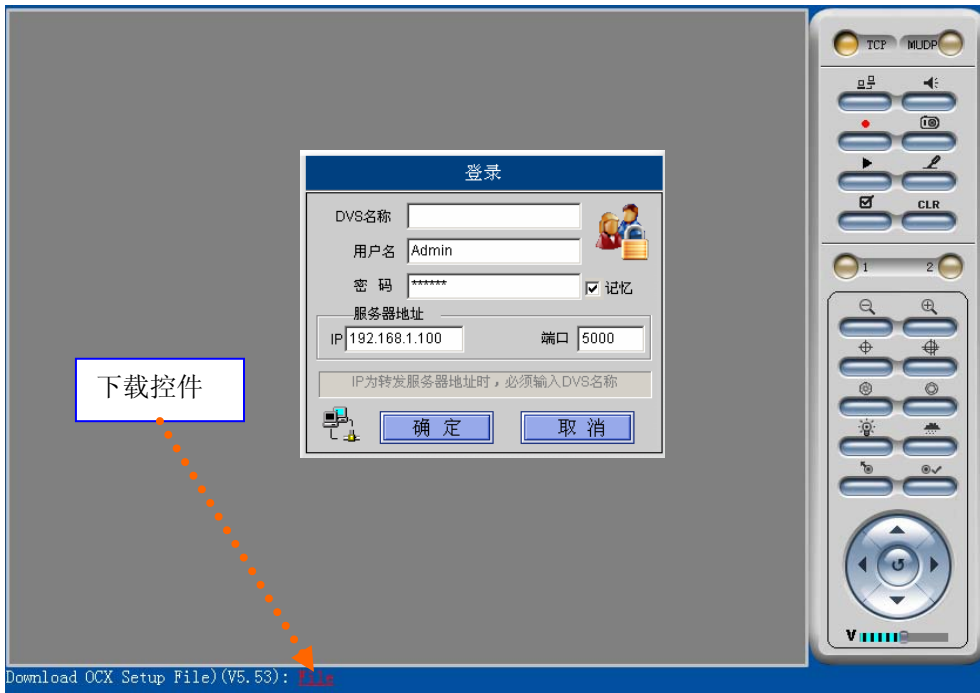 TCP MUDP
CLR
1 2
登录
DVS名称
用户名 Admin
密 码 ******
记忆
服务器地址
IP 192.168.1.100 端口 5000
IP为转发服务器地址时，必须输入DVS名称
确 定 取 消
下载控件
V
Download OCX Setup File)(V5.53): File